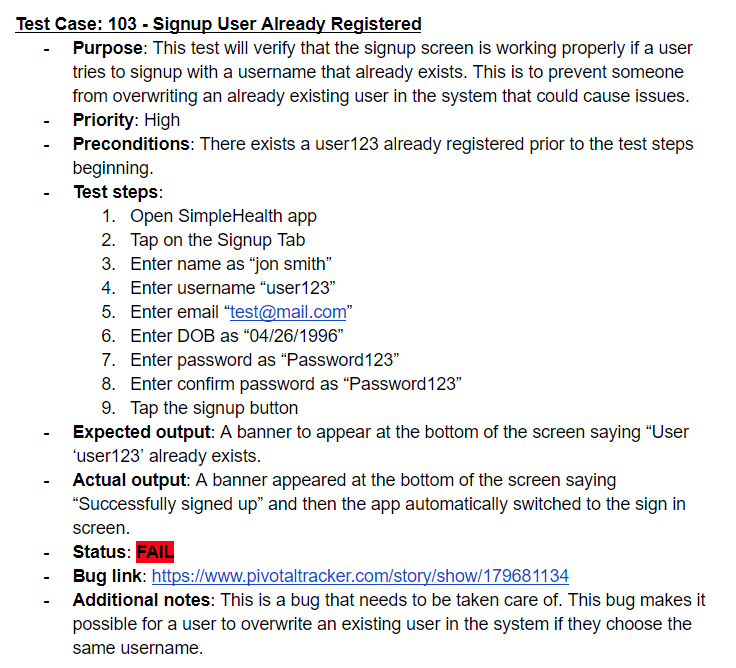 Test Case: 103 - Signup User Already Registered
- Purpose: This test will verify that the signup screen is working properly if a user
tries to signup with a username that already exists. This is to prevent someone
from overwriting an already existing user in the system that could cause issues.
- Priority: High
- Preconditions: There exists a user123 already registered prior to the test steps
beginning.
- Test steps:
1. Open SimpleHealth app
2. Tap on the Signup Tab
3. Enter name as “jon smith”
4. Enter username “user123”
5. Enter email “test@mail.com”
6. Enter DOB as “04/26/1996”
7. Enter password as “Password123”
8. Enter confirm password as “Password123”
9. Tap the signup button
- Expected output: A banner to appear at the bottom of the screen saying “User
‘user123’ already exists.
- Actual output: A banner appeared at the bottom of the screen saying
“Successfully signed up” and then the app automatically switched to the sign in
screen.
- Status: FAIL
- Bug link: https://www.pivotaltracker.com/story/show/179681134
- Additional notes: This is a bug that needs to be taken care of. This bug makes it
possible for a user to overwrite an existing user in the system if they choose the
same username.